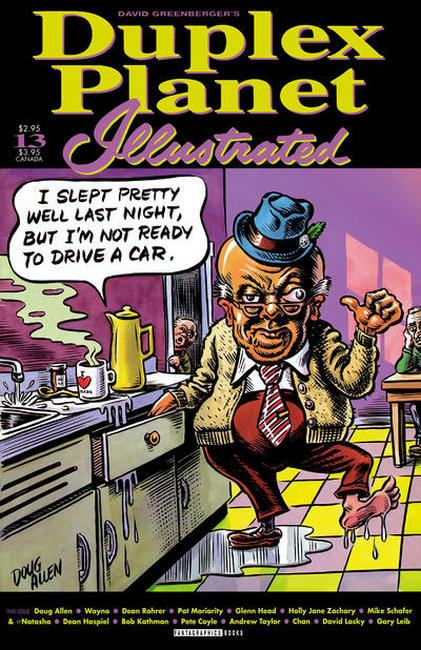 DAVID GREENBERGER'S
Duplex
Planet
Illustrated
$2.95
13
$3.95
CANADA
I SLEPT PRETTY
WELL LAST NIGHT,
BUT I'M NOT READY
TO DRIVE A CAR.
I
DOUG
ALLEN
THIS ISSUE Doug Allen • Wayno • Dean Rohrer • Pat Moriarity • Glenn Head • Holly Jane Zachary • Mike Schafer
& ☆Natasha • Dean Haspiel • Bob Kathman • Pete Coyle • Andrew Taylor • Chan • David Lasky • Gary Leib
FANTAGRAPHICS BOOKS